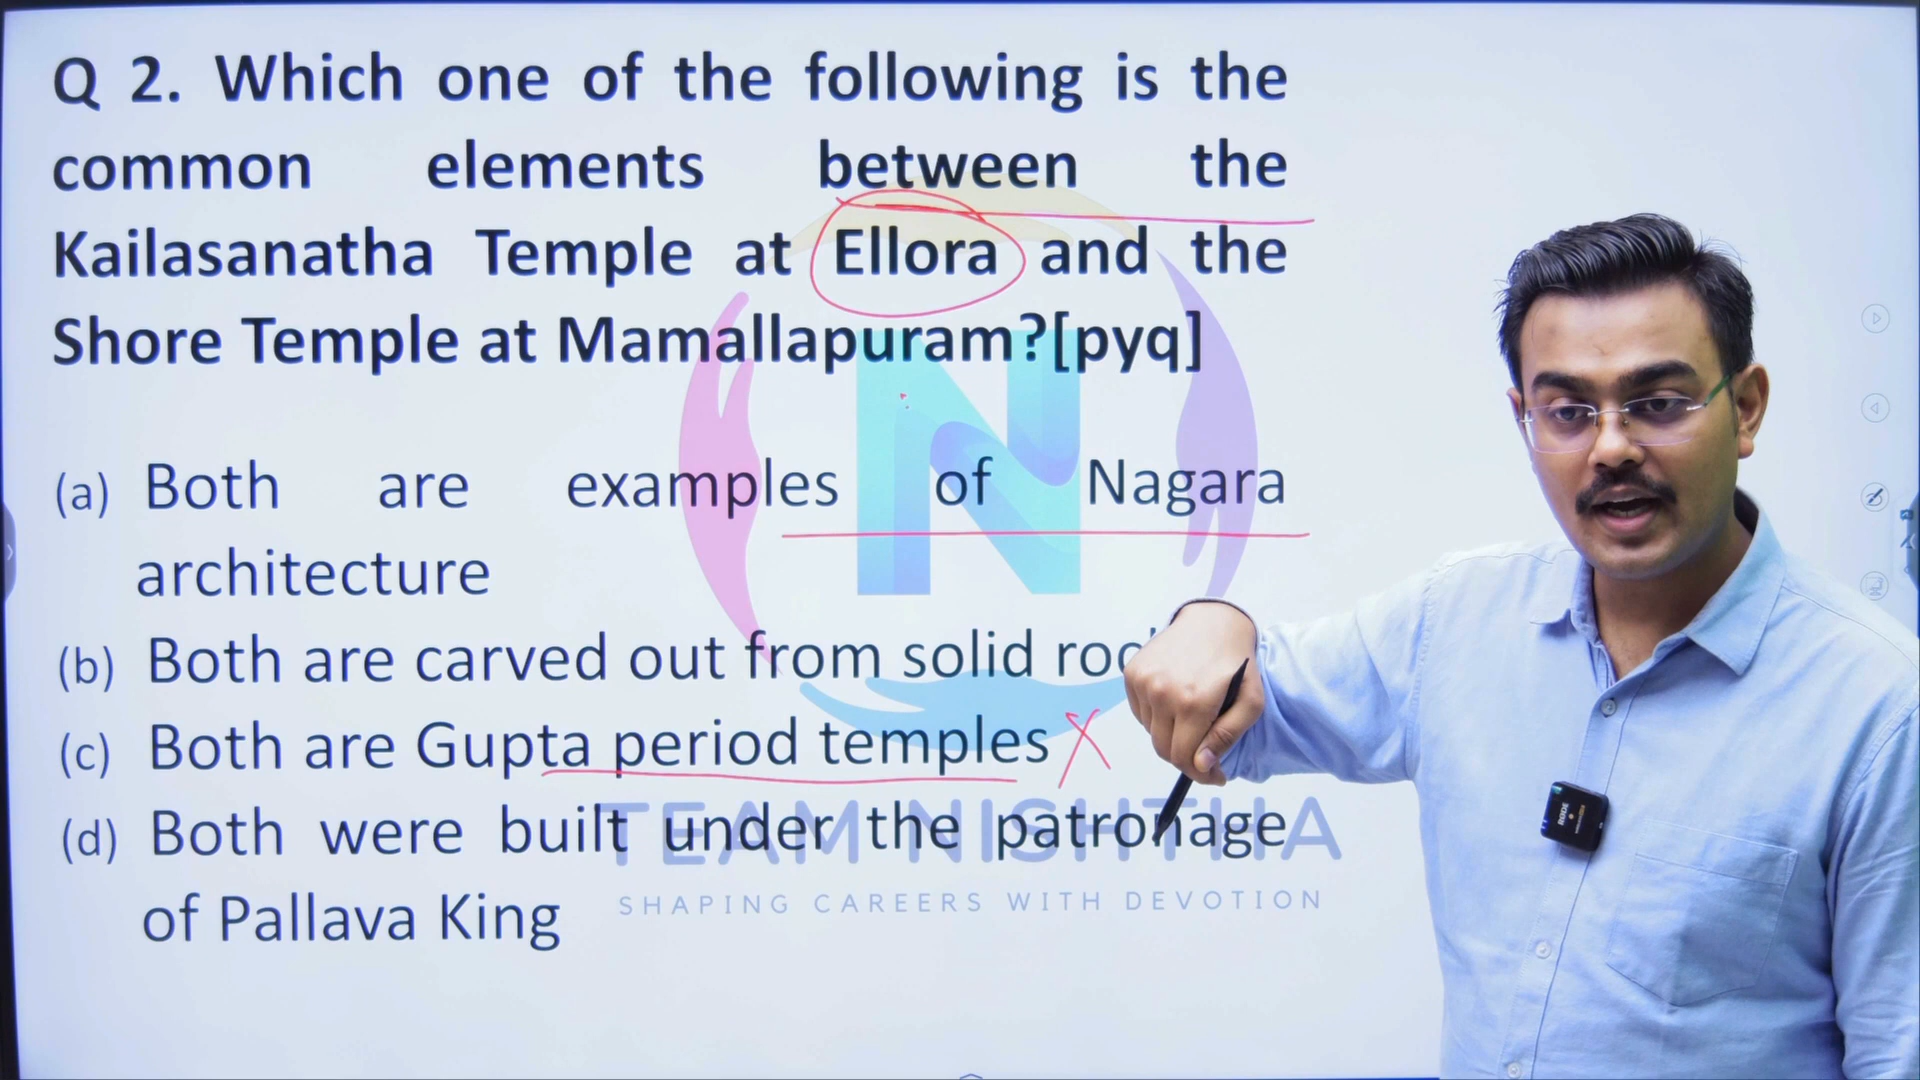 Q 2. Which one of the following is the
common elements between the
Kailasanatha Temple at Ellora and the
Shore Temple at Mamallapuram?[pyq]
(a) Both are examples of Nagara
architecture
(b) Both are carved out from solid
(c) Both are Gupta period temples
(d) Both were built under the patronage
of Pallava King
N
TEAM NISHTHA
SHAPING CAREERS WITH DEVOTION
RODE